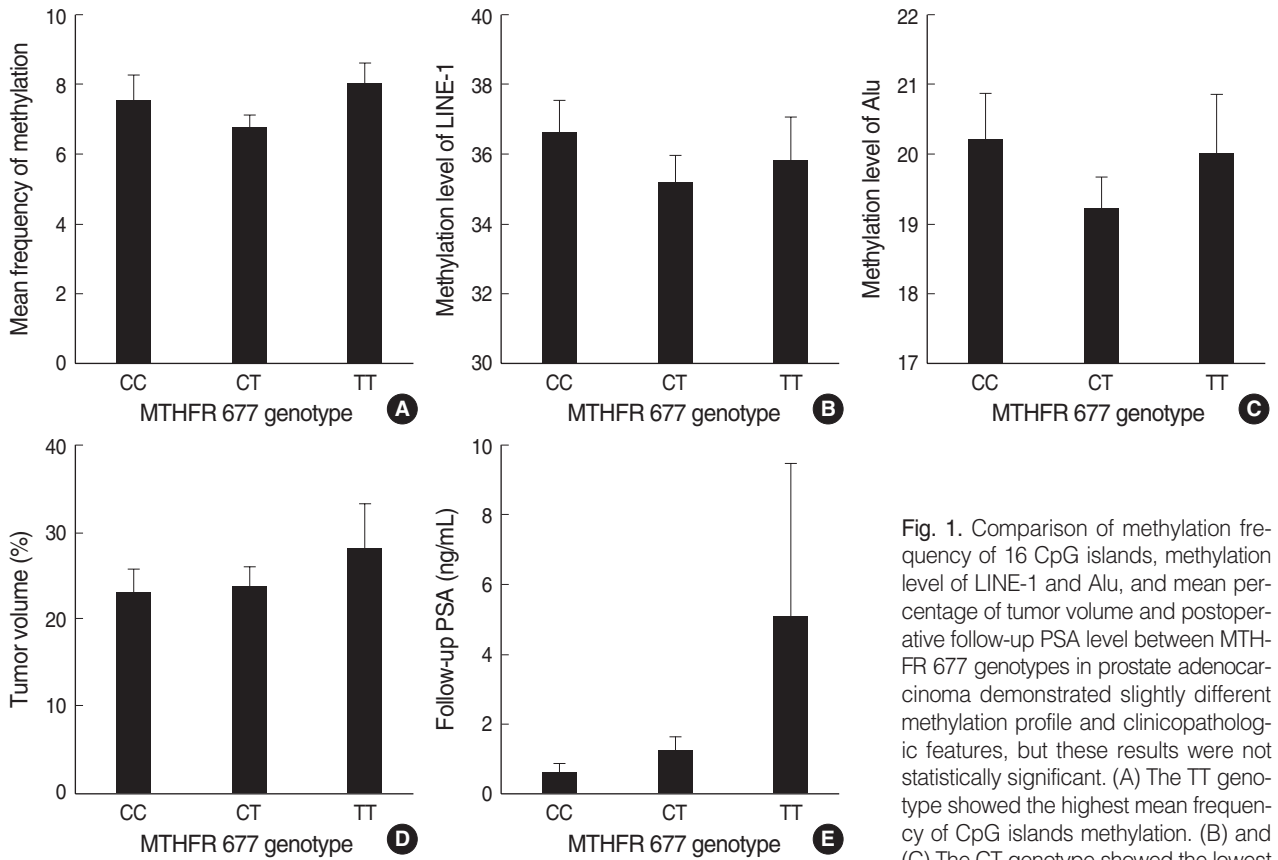 10
8
6
4
2
0
Mean frequency of methylation
CC CT TT
MTHFR 677 genotype
A
40
38
36
34
32
30
Methylation level of LINE-1
CC CT TT
MTHFR 677 genotype
B
22
21
20
19
18
17
Methylation level of Alu
CC CT TT
MTHFR 677 genotype
C
40
30
20
10
0
Tumor volume (%)
CC CT TT
MTHFR 677 genotype
D
10
8
6
4
2
0
Follow-up PSA (ng/mL)
CC CT TT
MTHFR 677 genotype
E
Fig. 1. Comparison of methylation fre-
quency of 16 CpG islands, methylation
level of LINE-1 and Alu, and mean per-
centage of tumor volume and postoper-
ative follow-up PSA level between MTH-
FR 677 genotypes in prostate adenocar-
cinoma demonstrated slightly different
methylation profile and clinicopatholog-
ic features, but these results were not
statistically significant. (A) The TT geno-
type showed the highest mean frequen-
cy of CpG islands methylation. (B) and
(C) The CT genotype showed the lowest